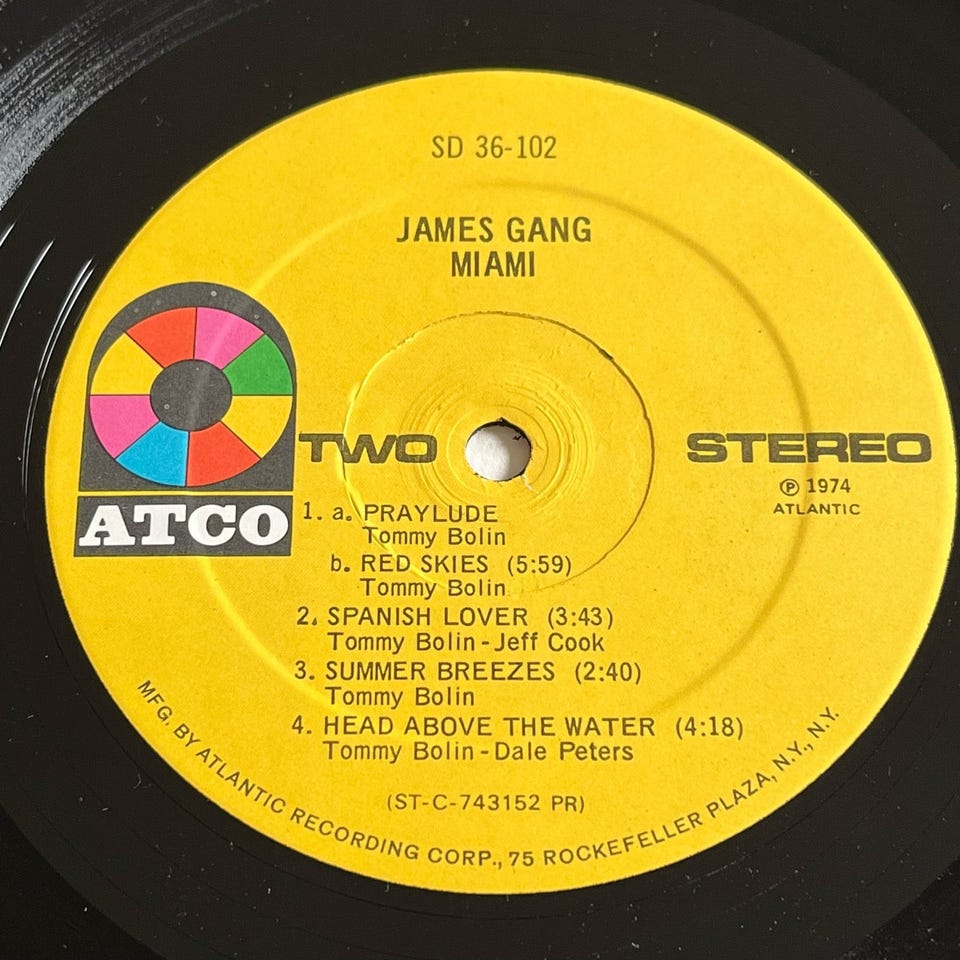 SD 36-102
JAMES GANG
MIAMI
TWO
STEREO
℗ 1974
ATLANTIC
ATCO
1. a. PRAYLUDE
Tommy Bolin
b. RED SKIES (5:59)
Tommy Bolin
2. SPANISH LOVER (3:43)
Tommy Bolin-Jeff Cook
3. SUMMER BREEZES (2:40)
Tommy Bolin
4. HEAD ABOVE THE WATER (4:18)
Tommy Bolin-Dale Peters
(ST-C-743152 PR)
MFG. BY ATLANTIC RECORDING CORP., 75 ROCKEFELLER PLAZA, N.Y., N.Y.